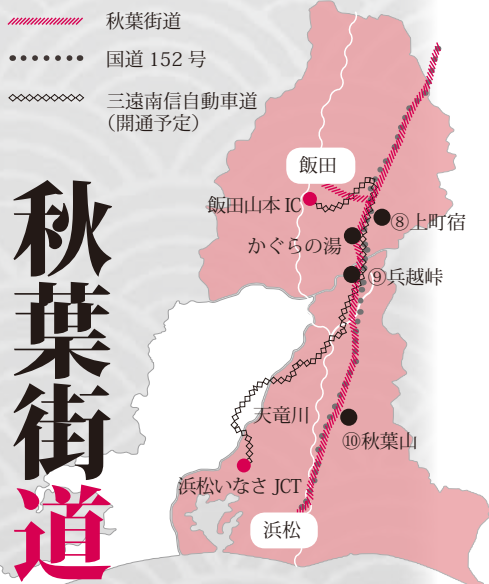 秋葉街道
国道 152 号
三遠南信自動車道
（開通予定）
飯田
飯田山本 IC
⑧上町宿
かぐらの湯
⑨兵越峠
秋葉街道
天竜川
⑩秋葉山
浜松いなさ JCT
浜松